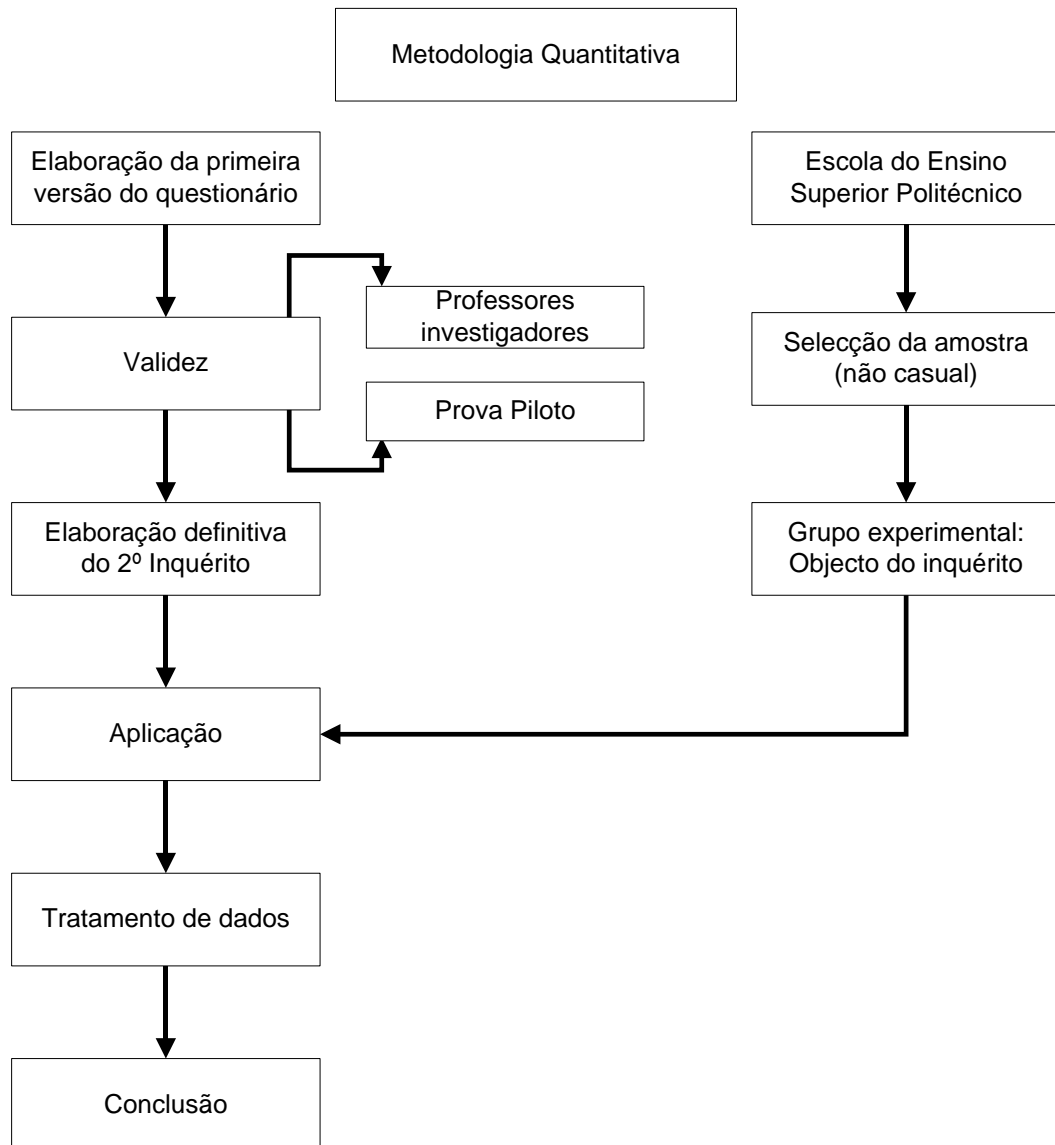 Metodologia Quantitativa
Elaboração da primeira
versão do questionário
Escola do Ensino
Superior Politécnico
Professores
investigadores
Validez
Selecção da amostra
(não casual)
Prova Piloto
Elaboração definitiva
do 2º Inquérito
Grupo experimental:
Objecto do inquérito
Aplicação
Tratamento de dados
Conclusão